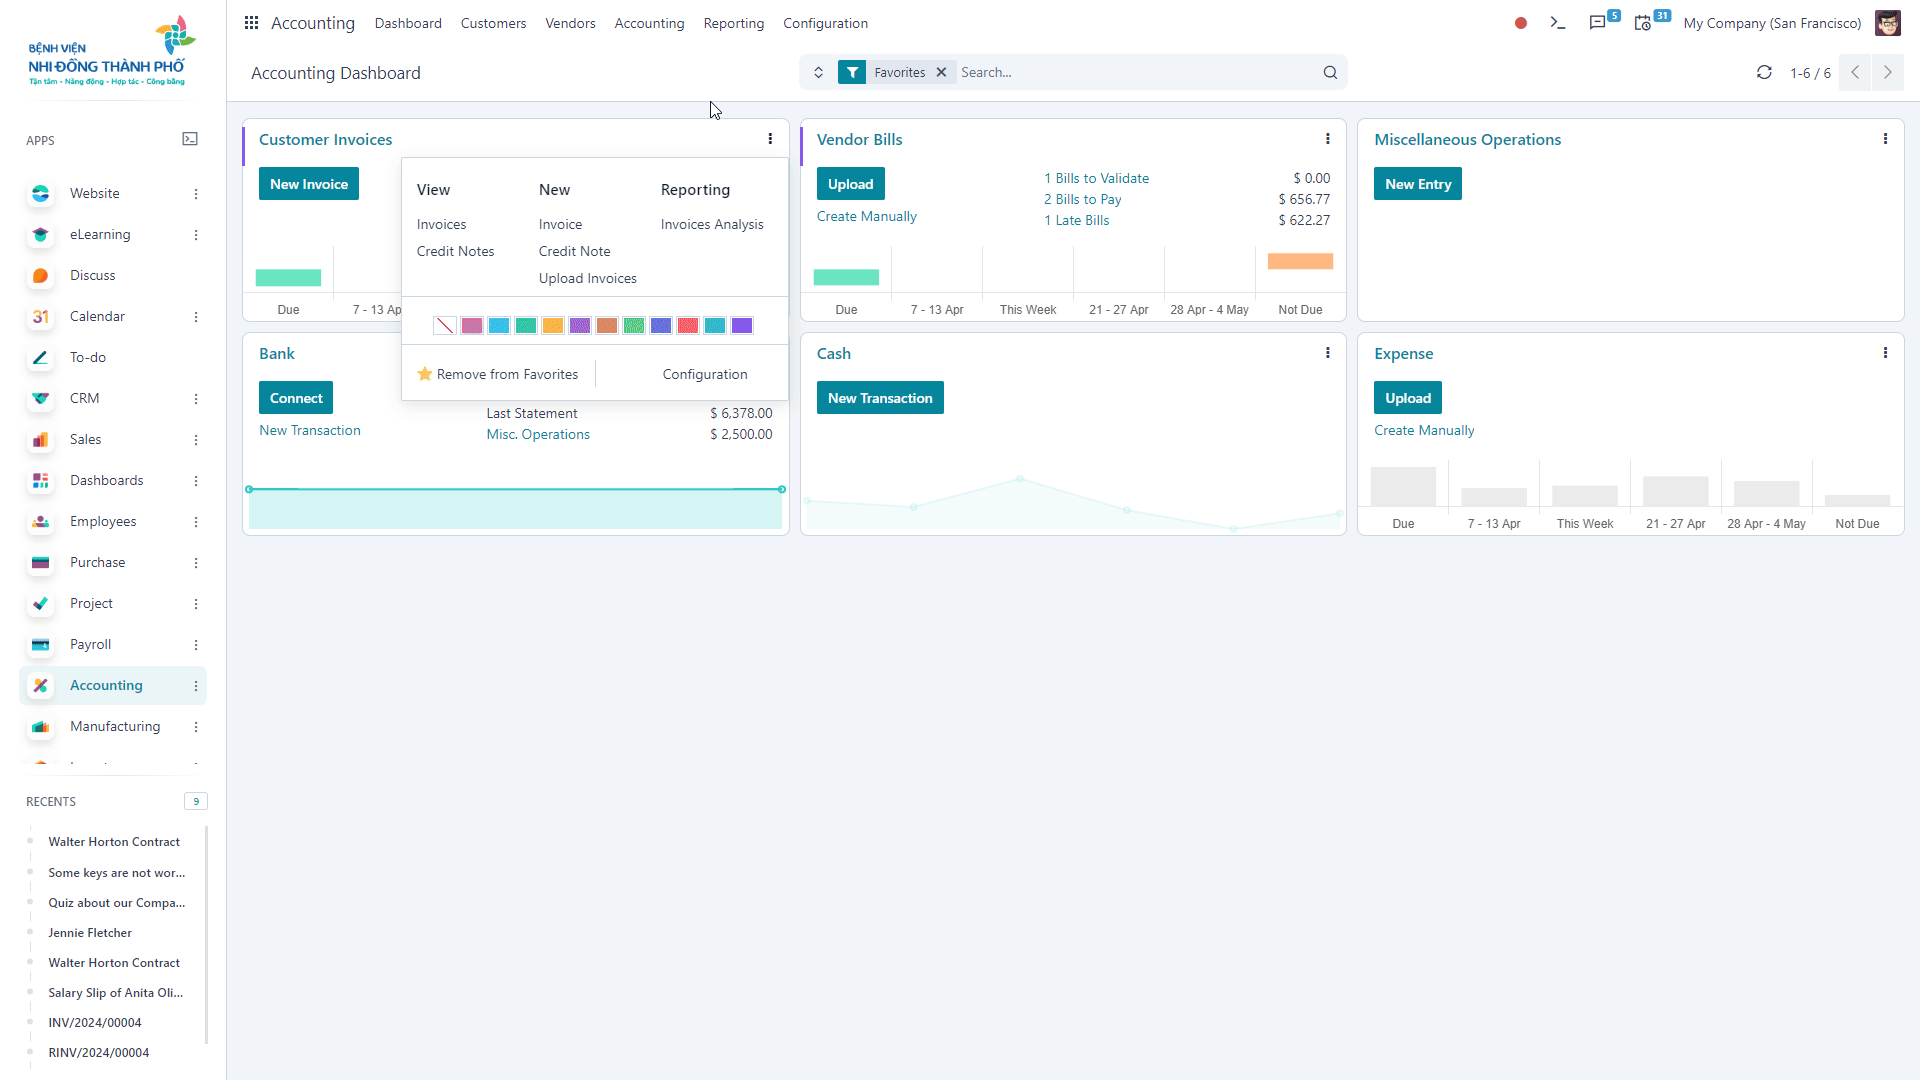 BỆNH VIỆN
NHI ĐỒNG THÀNH PHỐ
Tận tâm - Năng động - Hợp tác - Công bằng
Accounting
Dashboard
Customers
Vendors
Accounting
Reporting
Configuration
5
31
My Company (San Francisco)
Accounting Dashboard
Favorites
Search...
1-6 / 6
APPS
Website
eLearning
Discuss
31
Calendar
To-do
CRM
Sales
Dashboards
Employees
Purchase
Project
Payroll
Accounting
Manufacturing
RECENTS
9
Walter Horton Contract
Some keys are not wor...
Quiz about our Compa...
Jennie Fletcher
Walter Horton Contract
Salary Slip of Anita Oli...
INV/2024/00004
RINV/2024/00004
Customer Invoices
New Invoice
Due
7 - 13 Ap
View
Invoices
Credit Notes
New
Invoice
Credit Note
Upload Invoices
Reporting
Invoices Analysis
Remove from Favorites
Configuration
Vendor Bills
Upload
Create Manually
1 Bills to Validate
$ 0.00
2 Bills to Pay
$ 656.77
1 Late Bills
$ 622.27
Due
7 - 13 Apr
This Week
21 - 27 Apr
28 Apr - 4 May
Not Due
Miscellaneous Operations
New Entry
Bank
Connect
New Transaction
Last Statement
$ 6,378.00
Misc. Operations
$ 2,500.00
Cash
New Transaction
Expense
Upload
Create Manually
Due
7 - 13 Apr
This Week
21 - 27 Apr
28 Apr - 4 May
Not Due